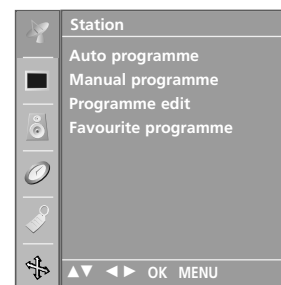 Station
Auto programme
Manual programme
Programme edit
Favourite programme
▲▼ ◄► OK MENU